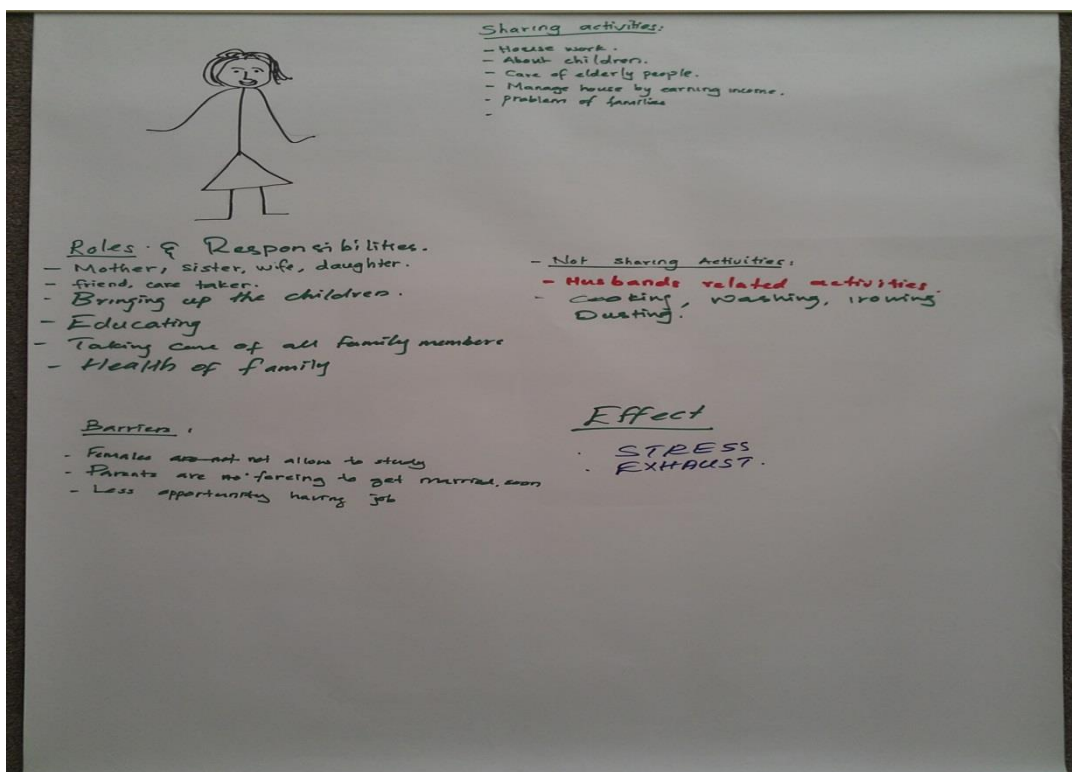 Sharing activities:
- House work.
- About children.
- Care of elderly people.
- Manage house by earning income.
- Problem of families
-
Roles & Responsibilities.
- Mother, sister, wife, daughter.
- friend, care taker.
- Bringing up the children.
- Educating
- Taking care of all family members
- Health of family
- Not sharing Activities:
- Husbands related activities.
- Cooking, washing, ironing
Dusting.
Barriers:
- Females are not not allow to study
- Parents are forcing to get married, soon
- Less opportunity having job
Effect
. STRESS
. EXHAUST.